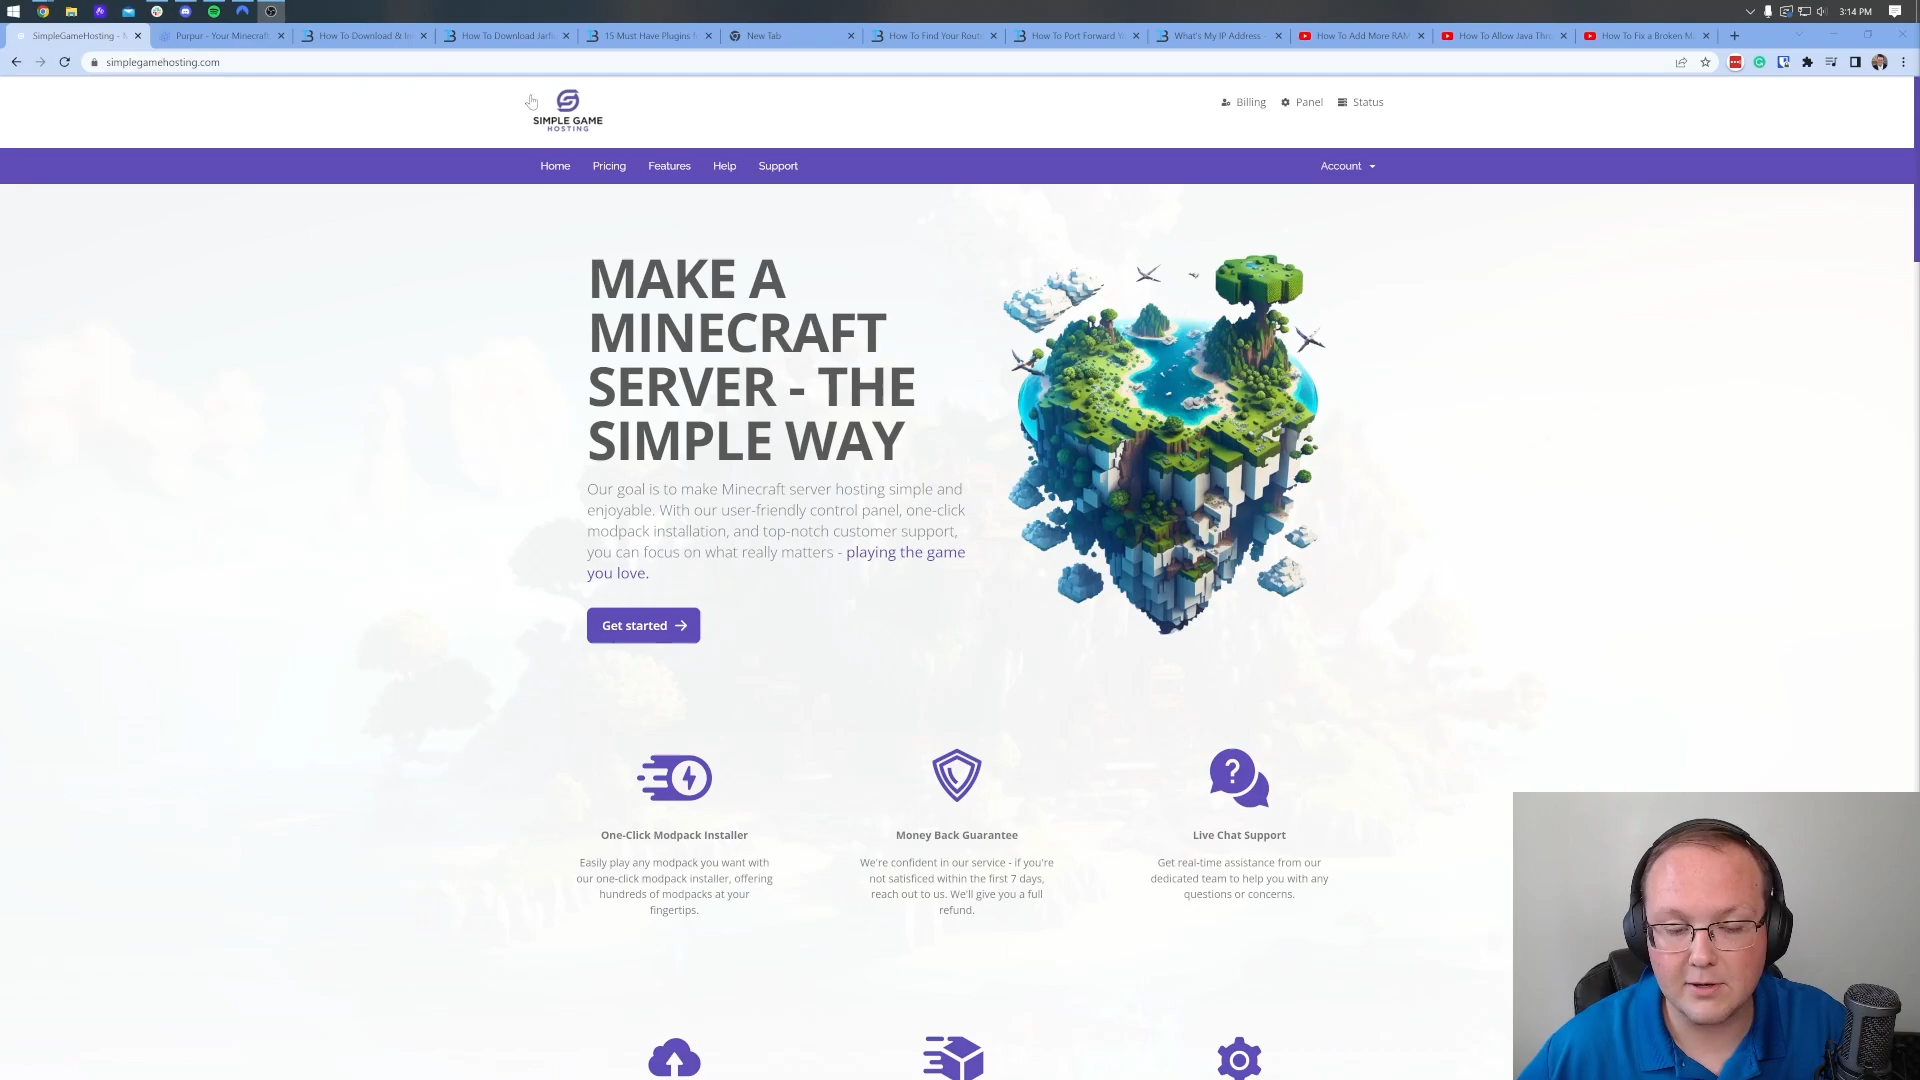 3:14 PM
SimpleGameHosting - M
Purpur - Your Minecraft
How To Download & In
How To Download Jarfi
15 Must Have Plugins f
New Tab
How To Find Your Route
How To Port Forward Yo
What's My IP Address -
How To Add More RAM
How To Allow Java Thro
How To Fix a Broken M
simplegamehosting.com
SIMPLE GAME
HOSTING
Billing
Panel
Status
Home
Pricing
Features
Help
Support
Account
MAKE A
MINECRAFT
SERVER - THE
SIMPLE WAY
Our goal is to make Minecraft server hosting simple and
enjoyable. With our user-friendly control panel, one-click
modpack installation, and top-notch customer support,
you can focus on what really matters - playing the game
you love.
Get started
One-Click Modpack Installer
Easily play any modpack you want with
our one-click modpack installer, offering
hundreds of modpacks at your
fingertips.
Money Back Guarantee
We're confident in our service - if you're
not satisficed within the first 7 days,
reach out to us. We'll give you a full
refund.
Live Chat Support
Get real-time assistance from our
dedicated team to help you with any
questions or concerns.